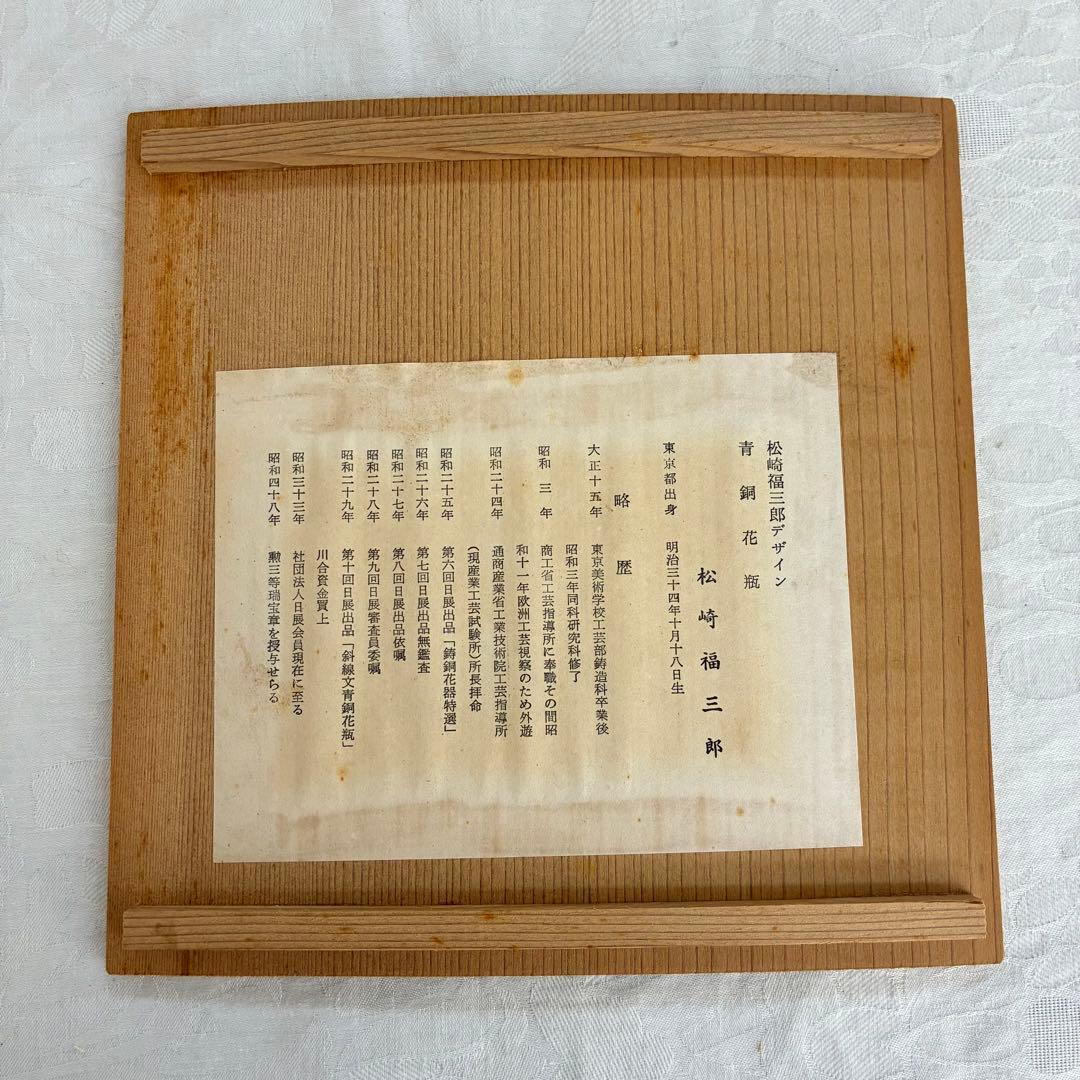 松崎福三郎デザイン
青銅花瓶
松崎福三郎
東京都出身　明治三十四年十月十八日生
略歴
大正十五年　東京美術学校工芸部鋳造科卒業後
昭和三年同科研究科修了
昭和三年　商工省工芸指導所に奉職その間昭
和十一年欧洲工芸視察のため外遊
昭和二十四年　通商産業省工業技術院工芸指導所
(現産業工芸試験所)所長拝命
昭和二十五年　第六回日展出品「鋳銅花器特選」
昭和二十六年　第七回日展出品無鑑査
昭和二十七年　第八回日展出品依嘱
昭和二十八年　第九回日展審査員委嘱
昭和二十九年　第十回日展出品「斜線文青銅花瓶」
川合資金買上
昭和三十三年　社団法人日展会員現在に至る
昭和四十八年　勲三等瑞宝章を授与せらる